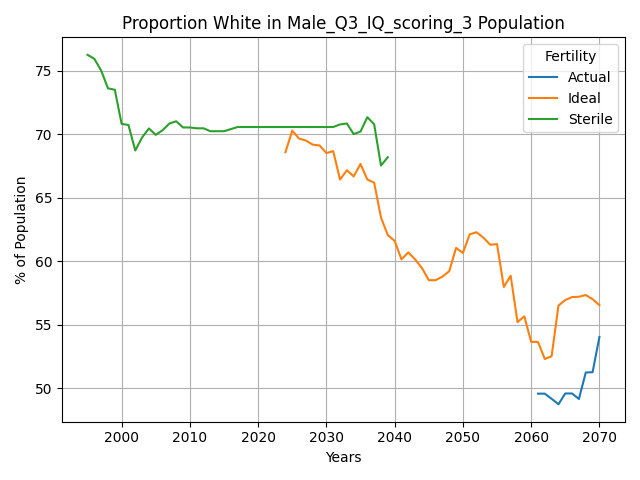 Proportion White in Male_Q3_IQ_scoring_3 Population
Fertility
Actual
Ideal
Sterile
% of Population
75
70
65
60
55
50
2000 2010 2020 2030 2040 2050 2060 2070
Years